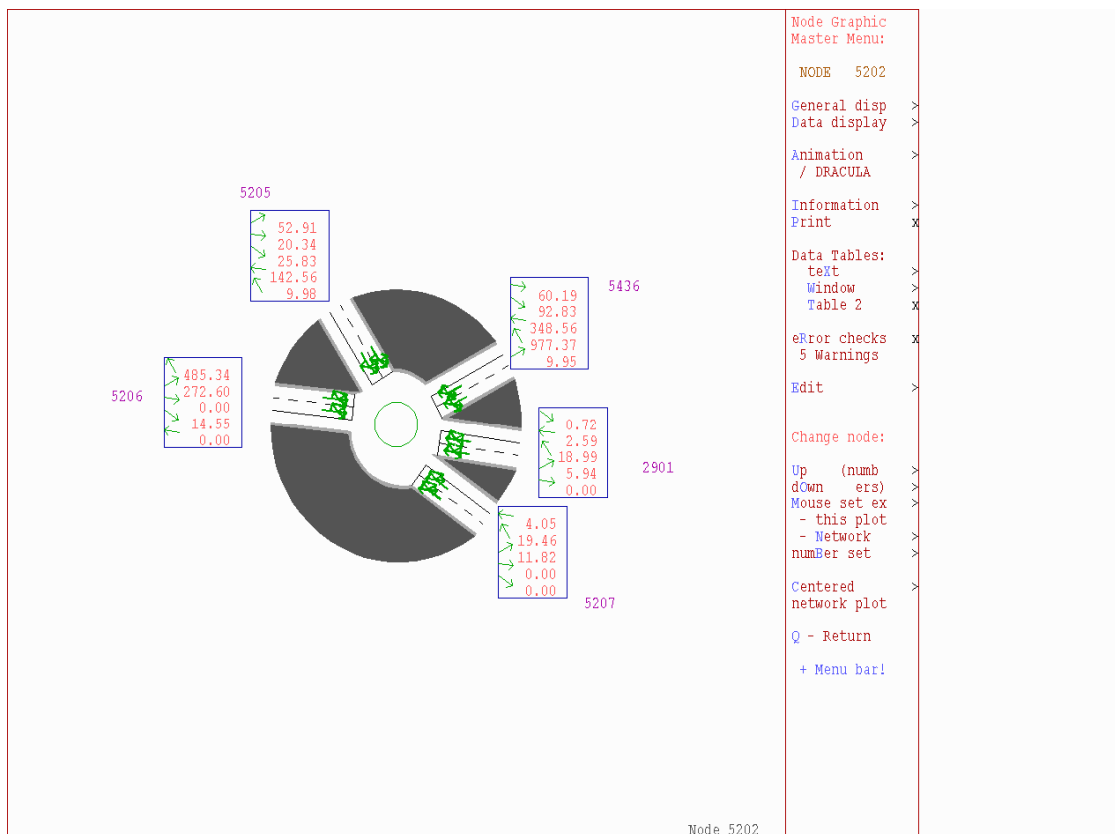 5205
52.91
20.34
25.83
142.56
9.98
5436
60.19
92.83
348.56
977.37
9.95
5206
485.34
272.60
0.00
14.55
0.00
2901
0.72
2.59
18.99
5.94
0.00
4.05
19.46
11.82
0.00
0.00
5207
Node 5202
Node Graphic
Master Menu:
NODE 5202
General disp >
Data display >
Animation >
/ DRACULA
Information >
Print x
Data Tables:
teXt >
Window >
Table 2 x
eRror checks x
5 Warnings
Edit >
Change node:
Up (numb >
dOwn ers) >
Mouse set ex >
- this plot
- Network >
numBer set >
Centered >
network plot
Q - Return
+ Menu bar!